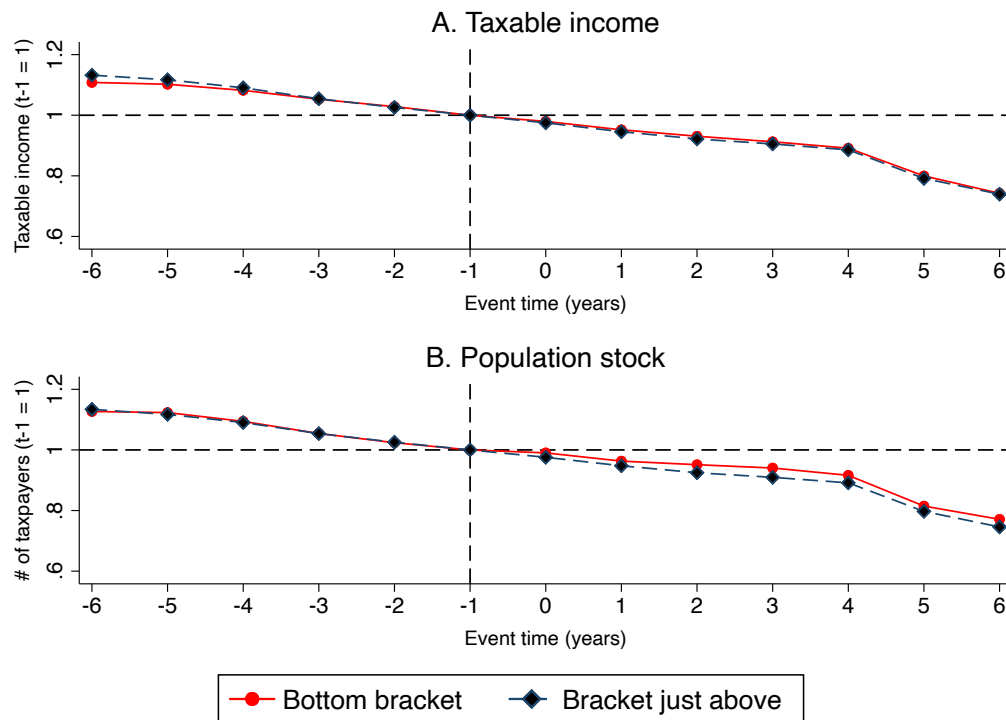 A. Taxable income
Taxable income (t-1 = 1)
1.2
1
.8
.6
-6 -5 -4 -3 -2 -1 0 1 2 3 4 5 6
Event time (years)
B. Population stock
# of taxpayers (t-1 = 1)
1.2
1
.8
.6
-6 -5 -4 -3 -2 -1 0 1 2 3 4 5 6
Event time (years)
Bottom bracket Bracket just above